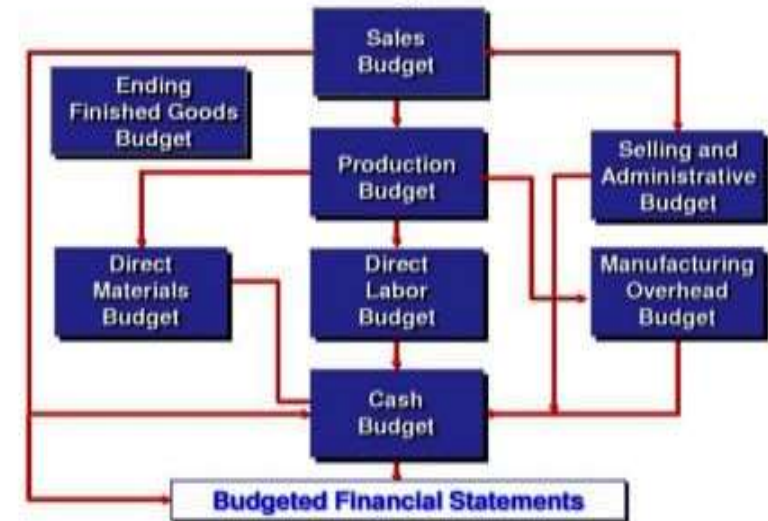 Sales
Budget
Ending
Finished Goods
Budget
Production
Budget
Selling and
Administrative
Budget
Direct
Materials
Budget
Direct
Labor
Budget
Manufacturing
Overhead
Budget
Cash
Budget
Budgeted Financial Statements